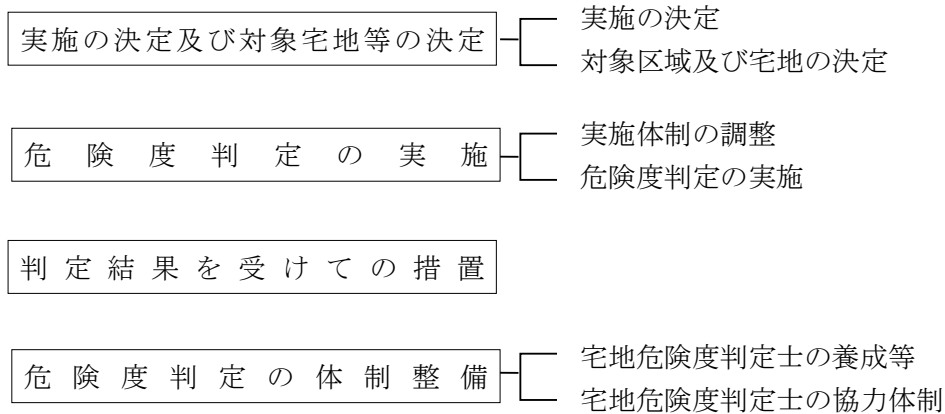 実施の決定及び対象宅地等の決定
実施の決定
対象区域及び宅地の決定
危険度判定の実施
実施体制の調整
危険度判定の実施
判定結果を受けての措置
危険度判定の体制整備
宅地危険度判定士の養成等
宅地危険度判定士の協力体制